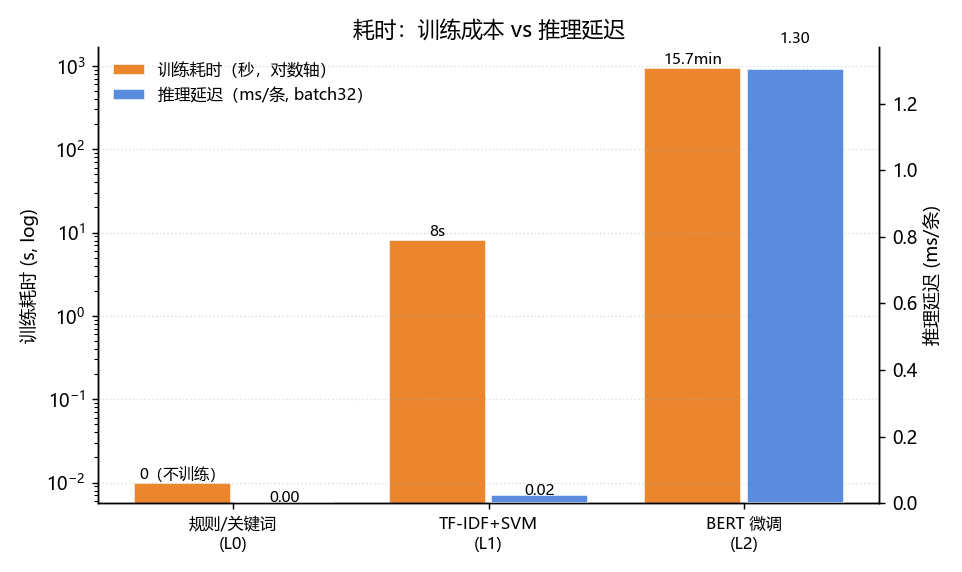 耗时：训练成本 vs 推理延迟
训练耗时（秒，对数轴）
推理延迟（ms/条, batch32）
训练耗时 (s, log)
10³
10²
10¹
10⁰
10⁻¹
10⁻²
0（不训练）
0.00
8s
0.02
15.7min
1.30
1.2
1.0
0.8
0.6
0.4
0.2
0.0
推理延迟 (ms/条)
规则/关键词
(L0)
TF-IDF+SVM
(L1)
BERT 微调
(L2)